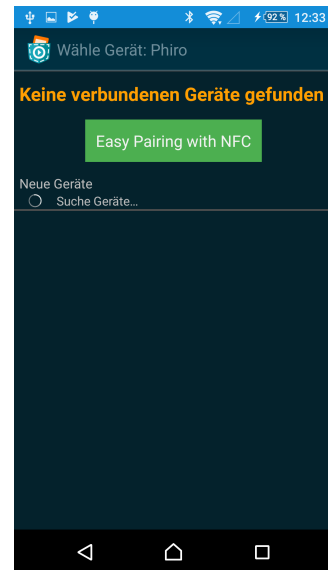 92% 12:33
Wähle Gerät: Phiro
Keine verbundenen Geräte gefunden
Easy Pairing with NFC
Neue Geräte
Suche Geräte...